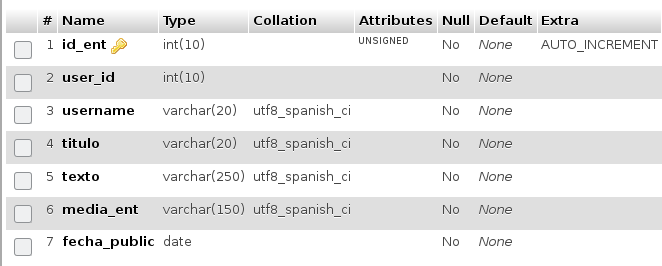 # Name Type Collation Attributes Null Default Extra
1 id_ent int(10) UNSIGNED No None AUTO_INCREMENT
2 user_id int(10) No None
3 username varchar(20) utf8_spanish_ci No None
4 titulo varchar(20) utf8_spanish_ci No None
5 texto varchar(250) utf8_spanish_ci No None
6 media_ent varchar(150) utf8_spanish_ci No None
7 fecha_public date No None